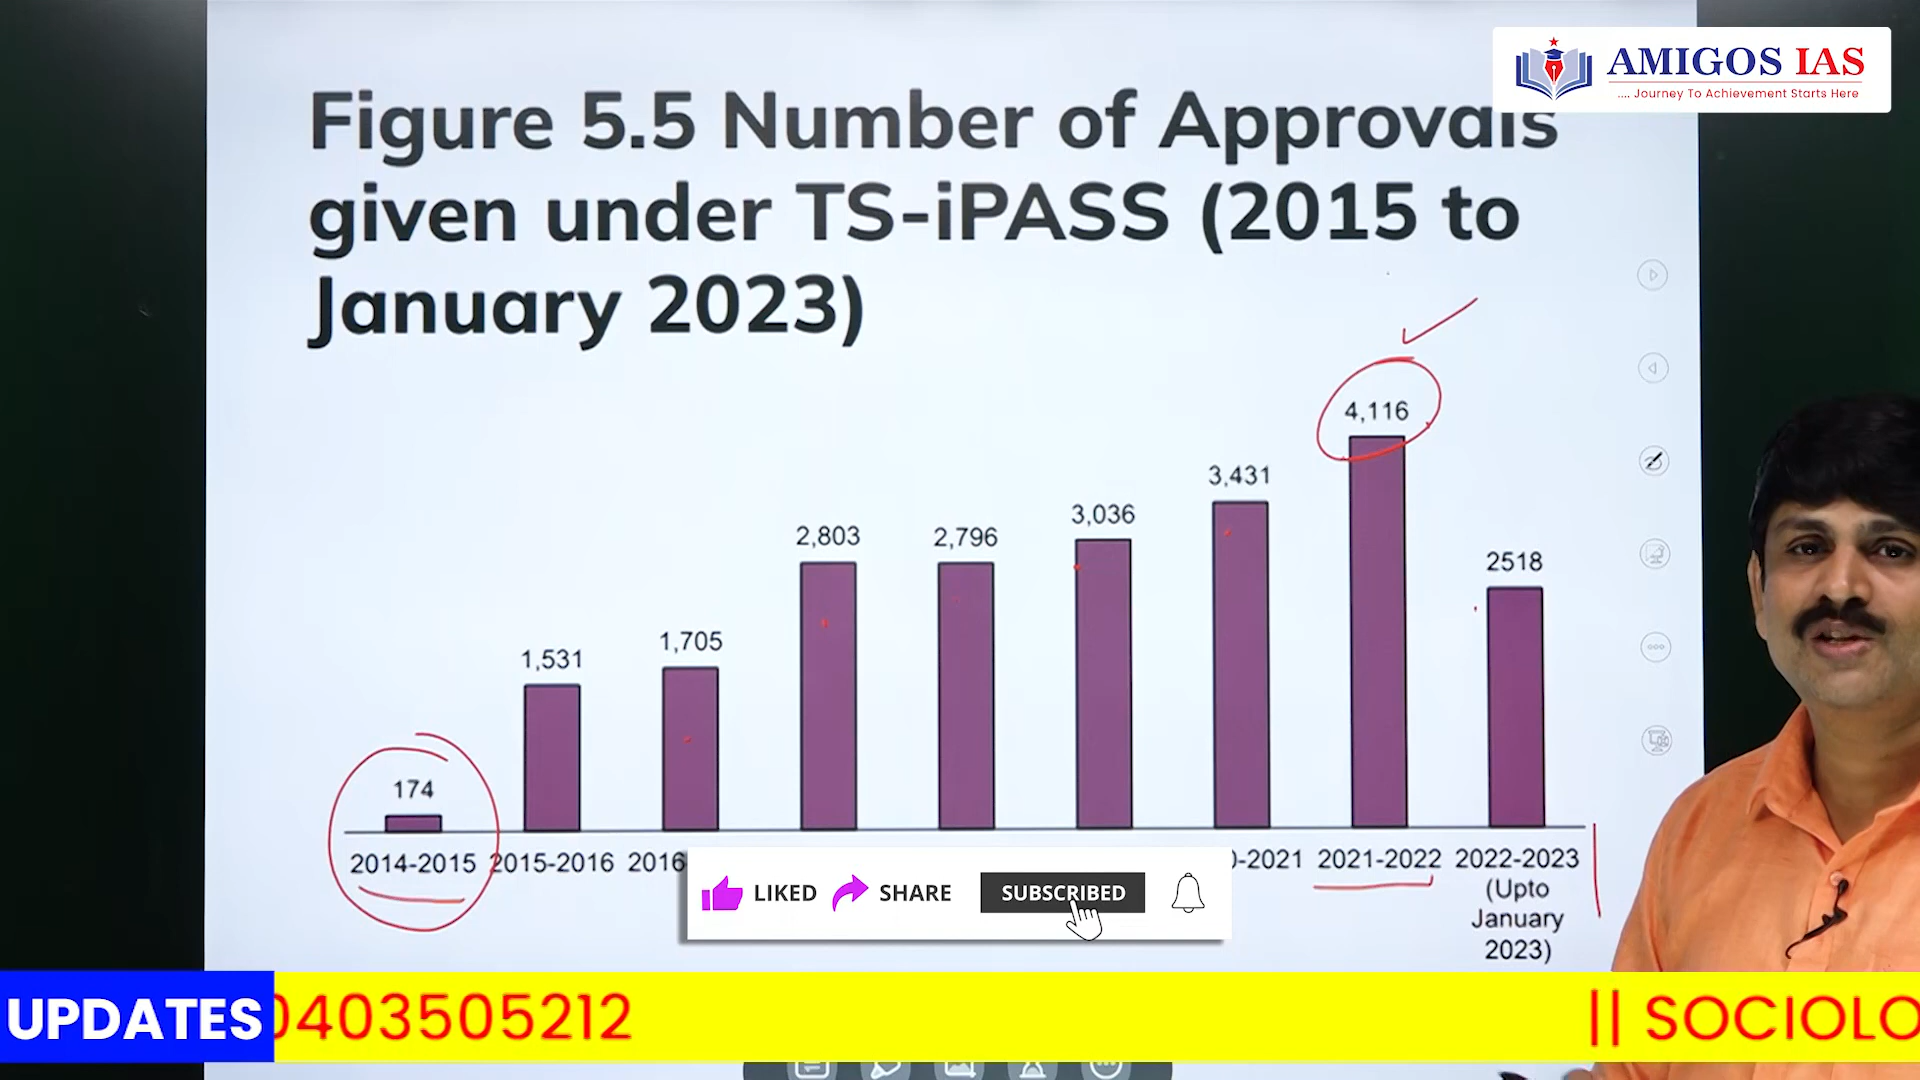 AMIGOS IAS
.... Journey To Achievement Starts Here
Figure 5.5 Number of Approvals
given under TS-iPASS (2015 to
January 2023)
4,116
3,431
3,036
2,803
2,796
2518
1,705
1,531
174
2014-2015 2015-2016 2016 0-2021 2021-2022 2022-2023
(Upto
January
2023)
LIKED SHARE SUBSCRIBED
UPDATES 0403505212 || SOCIOLO